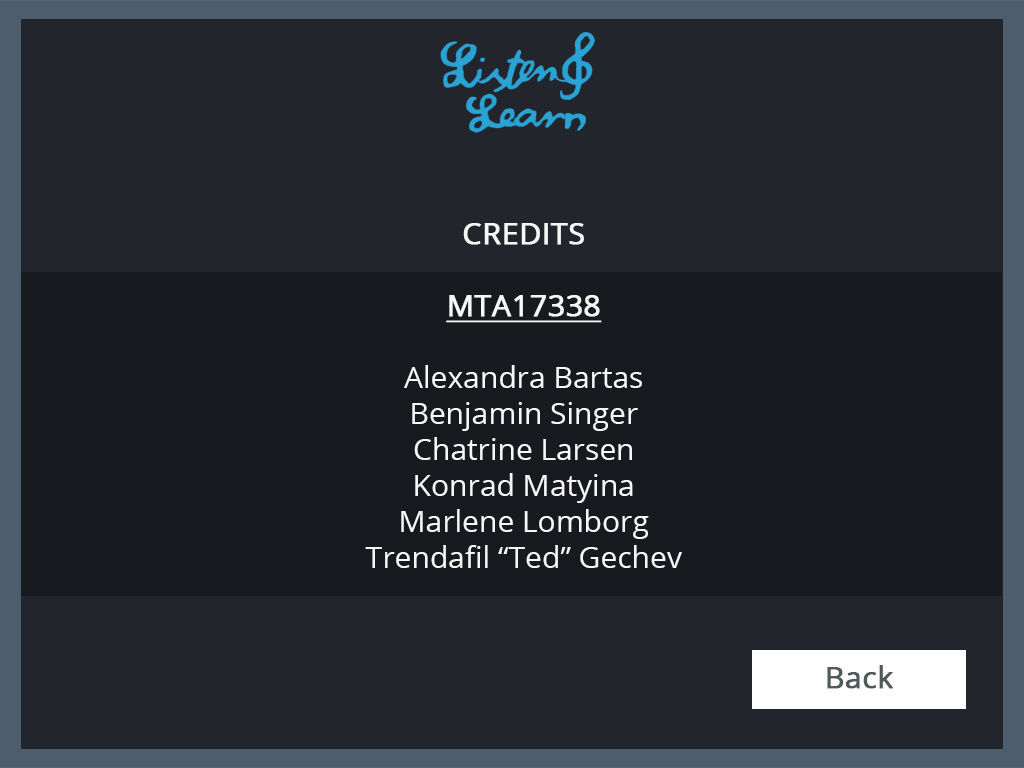 Listen &
Learn
CREDITS
MTA17338
Alexandra Bartas
Benjamin Singer
Chatrine Larsen
Konrad Matyina
Marlene Lomborg
Trendafil “Ted” Gechev
Back